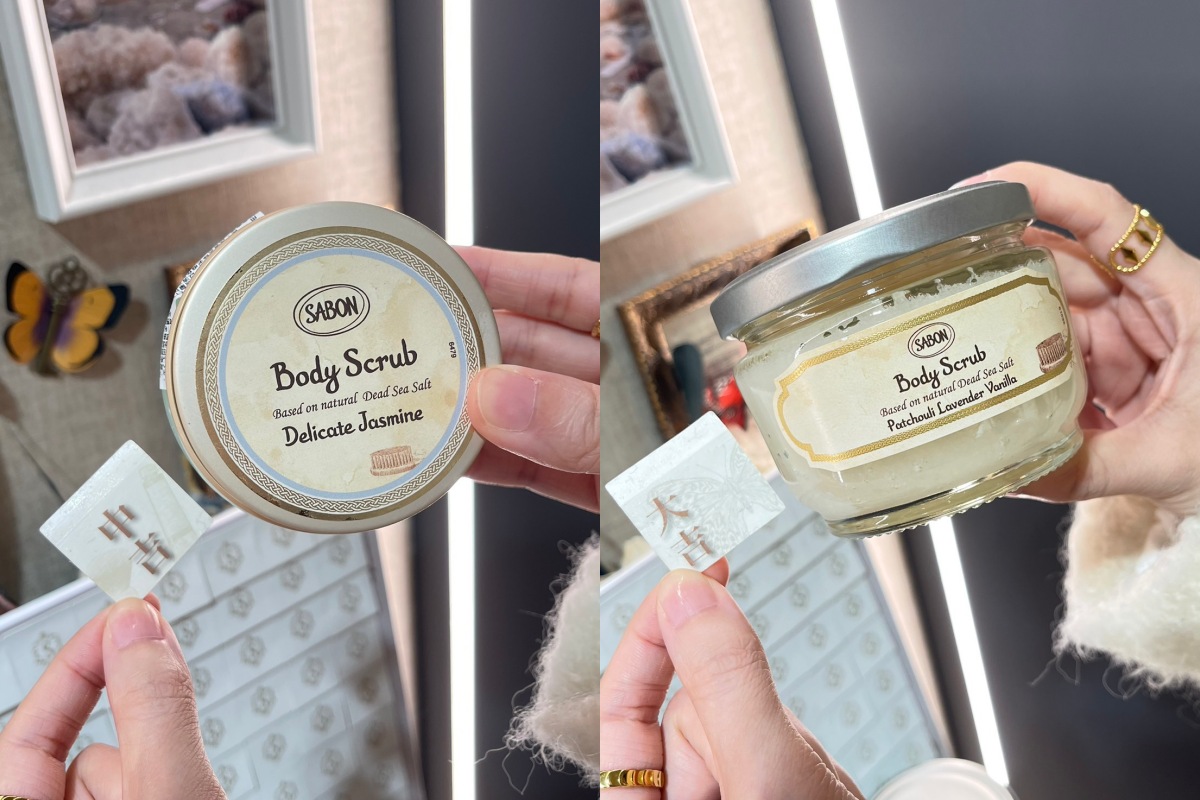 SABON
Body Scrub
Based on natural Dead Sea Salt
Delicate Jasmine
6479
中吉
SABON
Body Scrub
Based on natural Dead Sea Salt
Patchouli Lavender Vanilla
大吉